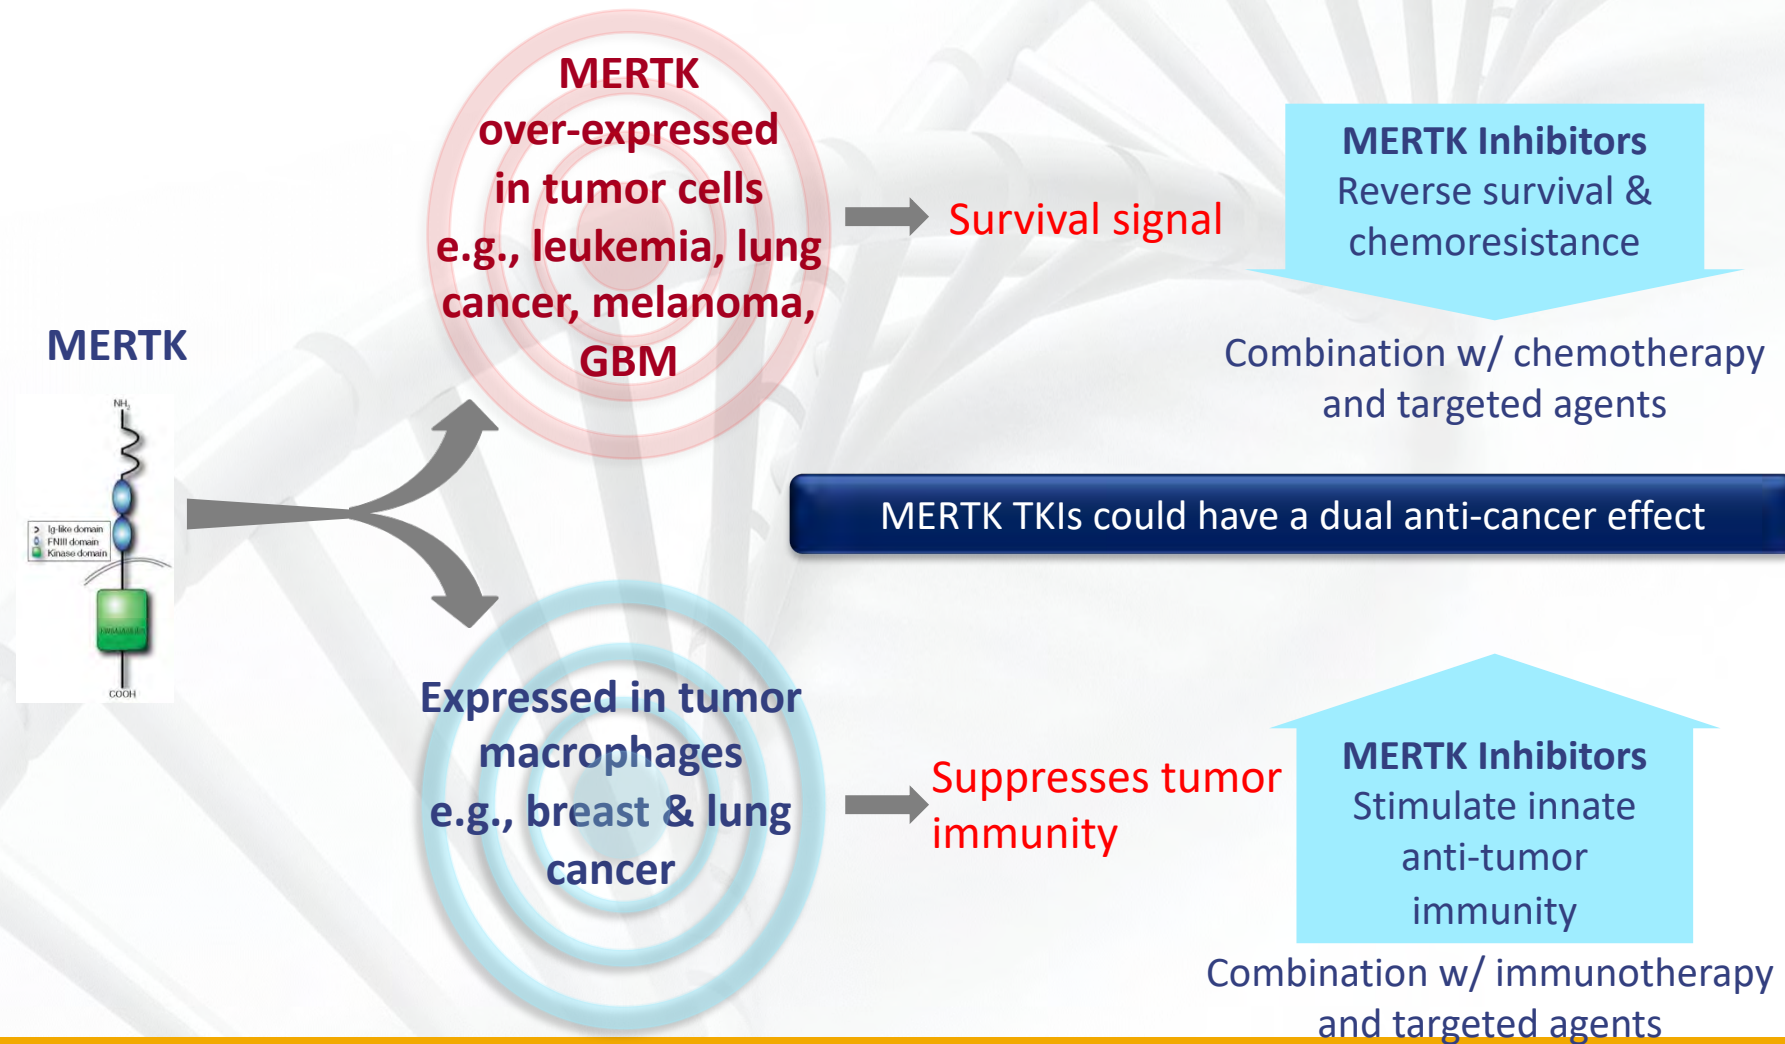 MERTK
NH2
Ig-like domain
FNIII domain
Kinase domain
COOH
MERTK
over-expressed
in tumor cells
e.g., leukemia, lung
cancer, melanoma,
GBM
Survival signal
MERTK Inhibitors
Reverse survival &
chemoresistance
Combination w/ chemotherapy
and targeted agents
MERTK TKIs could have a dual anti-cancer effect
Expressed in tumor
macrophages
e.g., breast & lung
cancer
Suppresses tumor
immunity
MERTK Inhibitors
Stimulate innate
anti-tumor
immunity
Combination w/ immunotherapy
and targeted agents